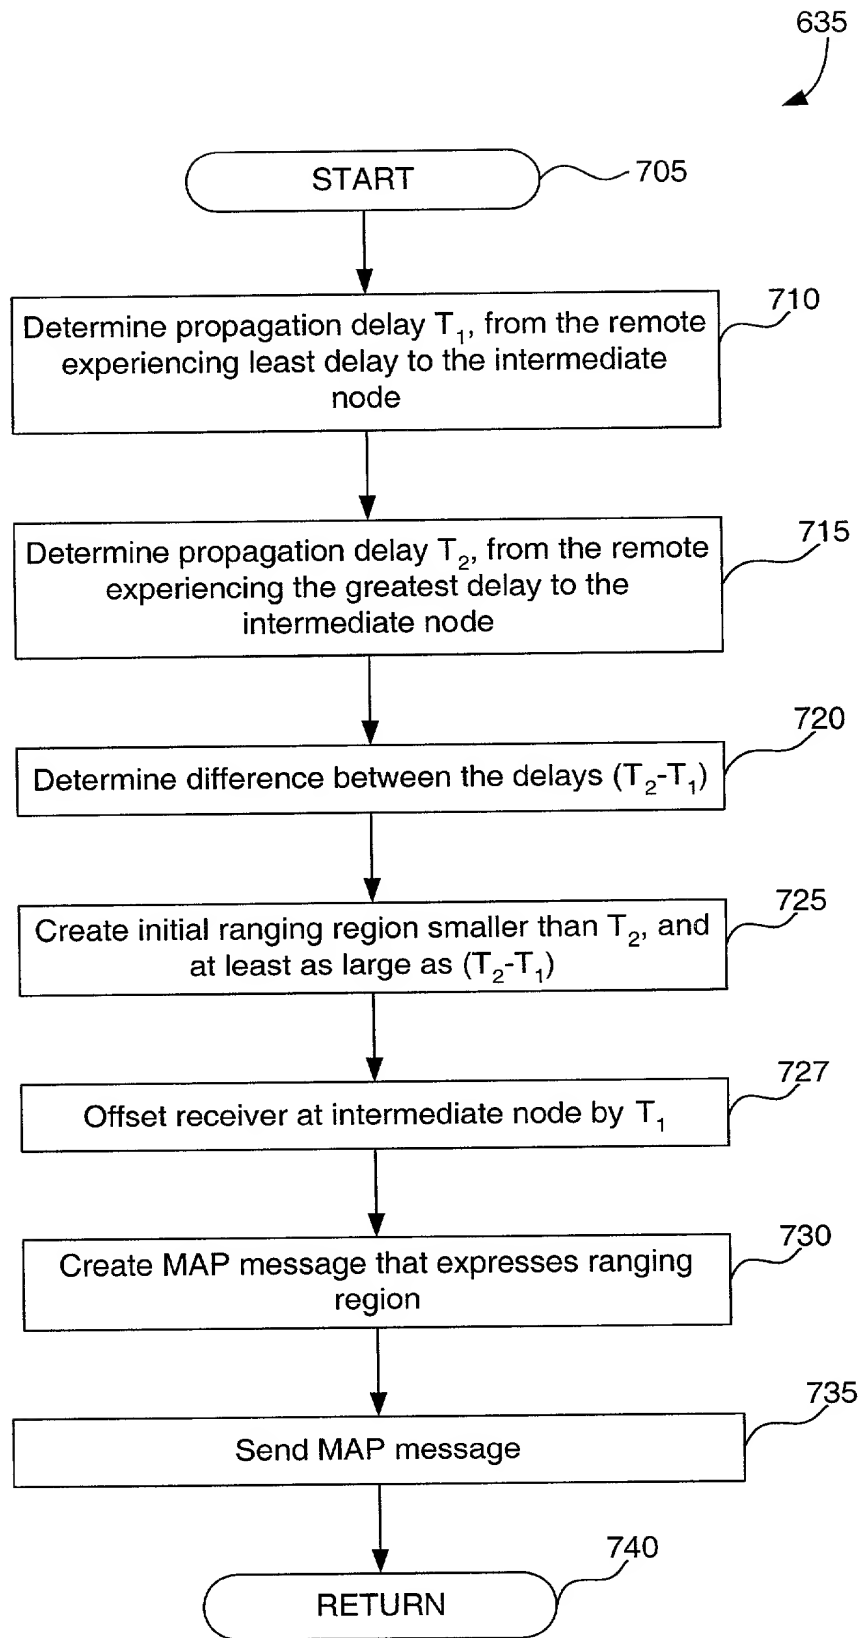 635
START
705
710
Determine propagation delay T₁, from the remote
experiencing least delay to the intermediate
node
715
Determine propagation delay T₂, from the remote
experiencing the greatest delay to the
intermediate node
720
Determine difference between the delays (T₂-T₁)
725
Create initial ranging region smaller than T₂, and
at least as large as (T₂-T₁)
727
Offset receiver at intermediate node by T₁
730
Create MAP message that expresses ranging
region
735
Send MAP message
740
RETURN